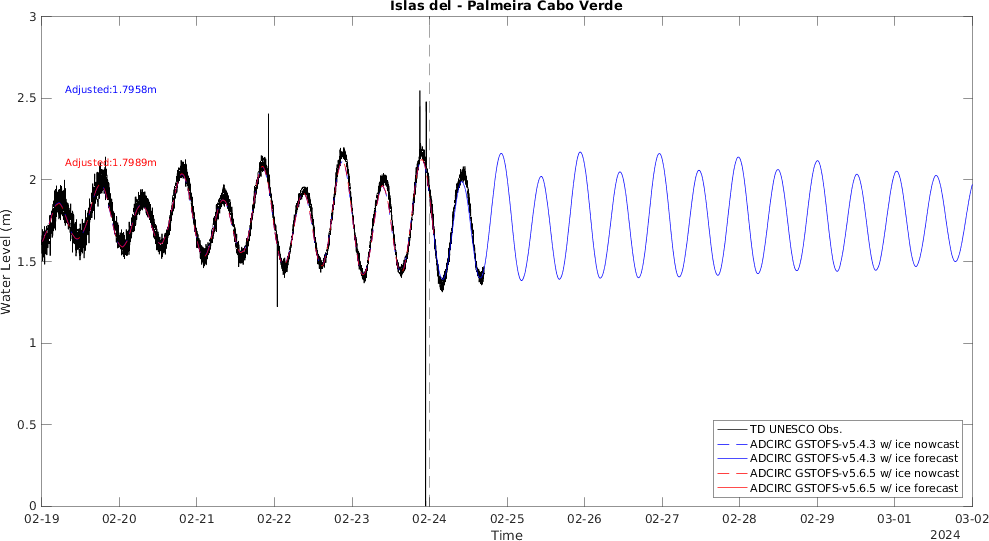 Islas del - Palmeira Cabo Verde
3
2.5
2
1.5
1
0.5
0
Water Level (m)
Adjusted:1.7958m
Adjusted:1.7989m
TD UNESCO Obs.
ADCIRC GSTOFS-v5.4.3 w/ ice nowcast
ADCIRC GSTOFS-v5.4.3 w/ ice forecast
ADCIRC GSTOFS-v5.6.5 w/ ice nowcast
ADCIRC GSTOFS-v5.6.5 w/ ice forecast
02-19 02-20 02-21 02-22 02-23 02-24 02-25 02-26 02-27 02-28 02-29 03-01 03-02
Time
2024